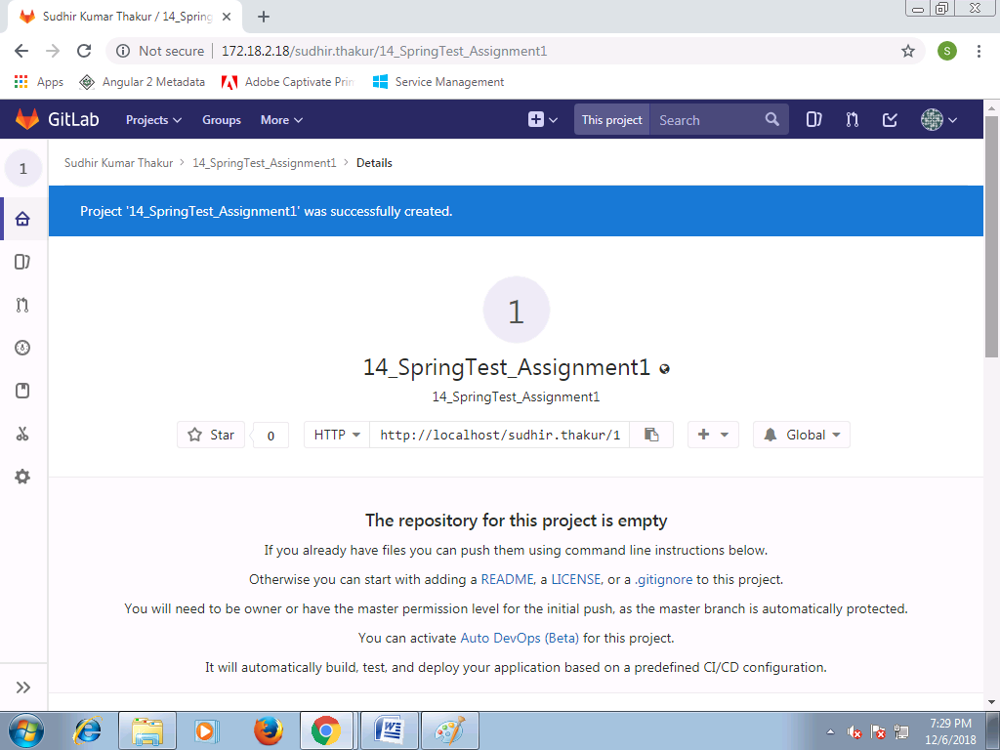 Sudhir Kumar Thakur / 14_Spring
Not secure 172.18.2.18/sudhir.thakur/14_SpringTest_Assignment1 S
Apps Angular 2 Metadata Adobe Captivate Prin Service Management
GitLab Projects Groups More This project Search
1 Sudhir Kumar Thakur > 14_SpringTest_Assignment1 > Details
Project '14_SpringTest_Assignment1' was successfully created.
1
14_SpringTest_Assignment1
14_SpringTest_Assignment1
Star 0 HTTP http://localhost/sudhir.thakur/1 Global
The repository for this project is empty
If you already have files you can push them using command line instructions below.
Otherwise you can start with adding a README, a LICENSE, or a .gitignore to this project.
You will need to be owner or have the master permission level for the initial push, as the master branch is automatically protected.
You can activate Auto DevOps (Beta) for this project.
It will automatically build, test, and deploy your application based on a predefined CI/CD configuration.
7:29 PM
12/6/2018